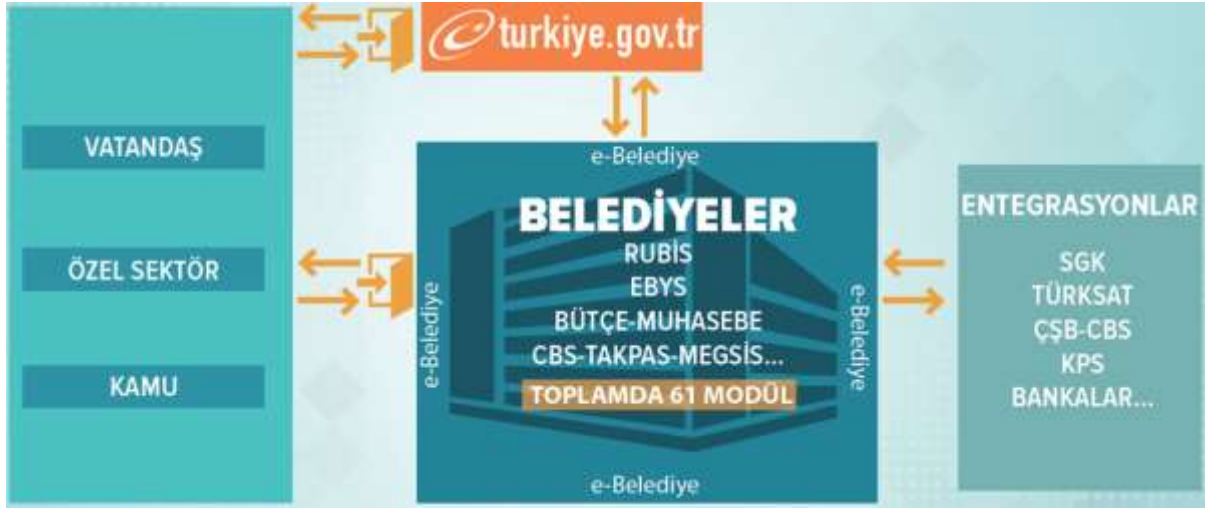 turkiye.gov.tr
VATANDAŞ
ÖZEL SEKTÖR
KAMU
e-Belediye
BELEDİYELER
RUBİS
EBYS
BÜTÇE-MUHASEBE
CBS-TAKPAS-MEGSİS...
TOPLAMDA 61 MODÜL
e-Belediye
e-Belediye
e-Belediye
ENTEGRASYONLAR
SGK
TÜRKSAT
ÇŞB-CBS
KPS
BANKALAR...